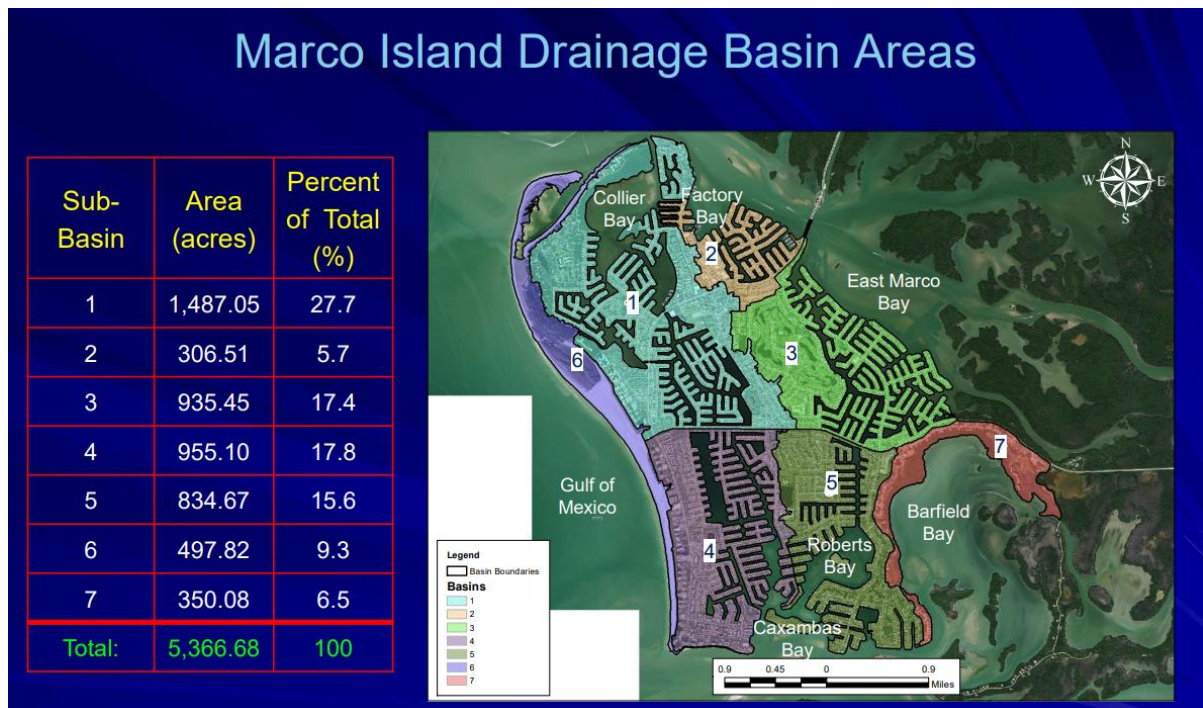 Marco Island Drainage Basin Areas
Sub-
Basin
Area
(acres)
Percent
of Total
(%)
1 1,487.05 27.7
2 306.51 5.7
3 935.45 17.4
4 955.10 17.8
5 834.67 15.6
6 497.82 9.3
7 350.08 6.5
Total: 5,366.68 100
N
W E
S
Collier
Bay
Factory
Bay
2
East Marco
Bay
1
3
6
7
Gulf of
Mexico
5
Barfield
Bay
4
Roberts
Bay
Caxambas
Bay
Legend
Basin Boundaries
Basins
1
2
3
4
5
6
7
0.9 0.45 0 0.9
Miles